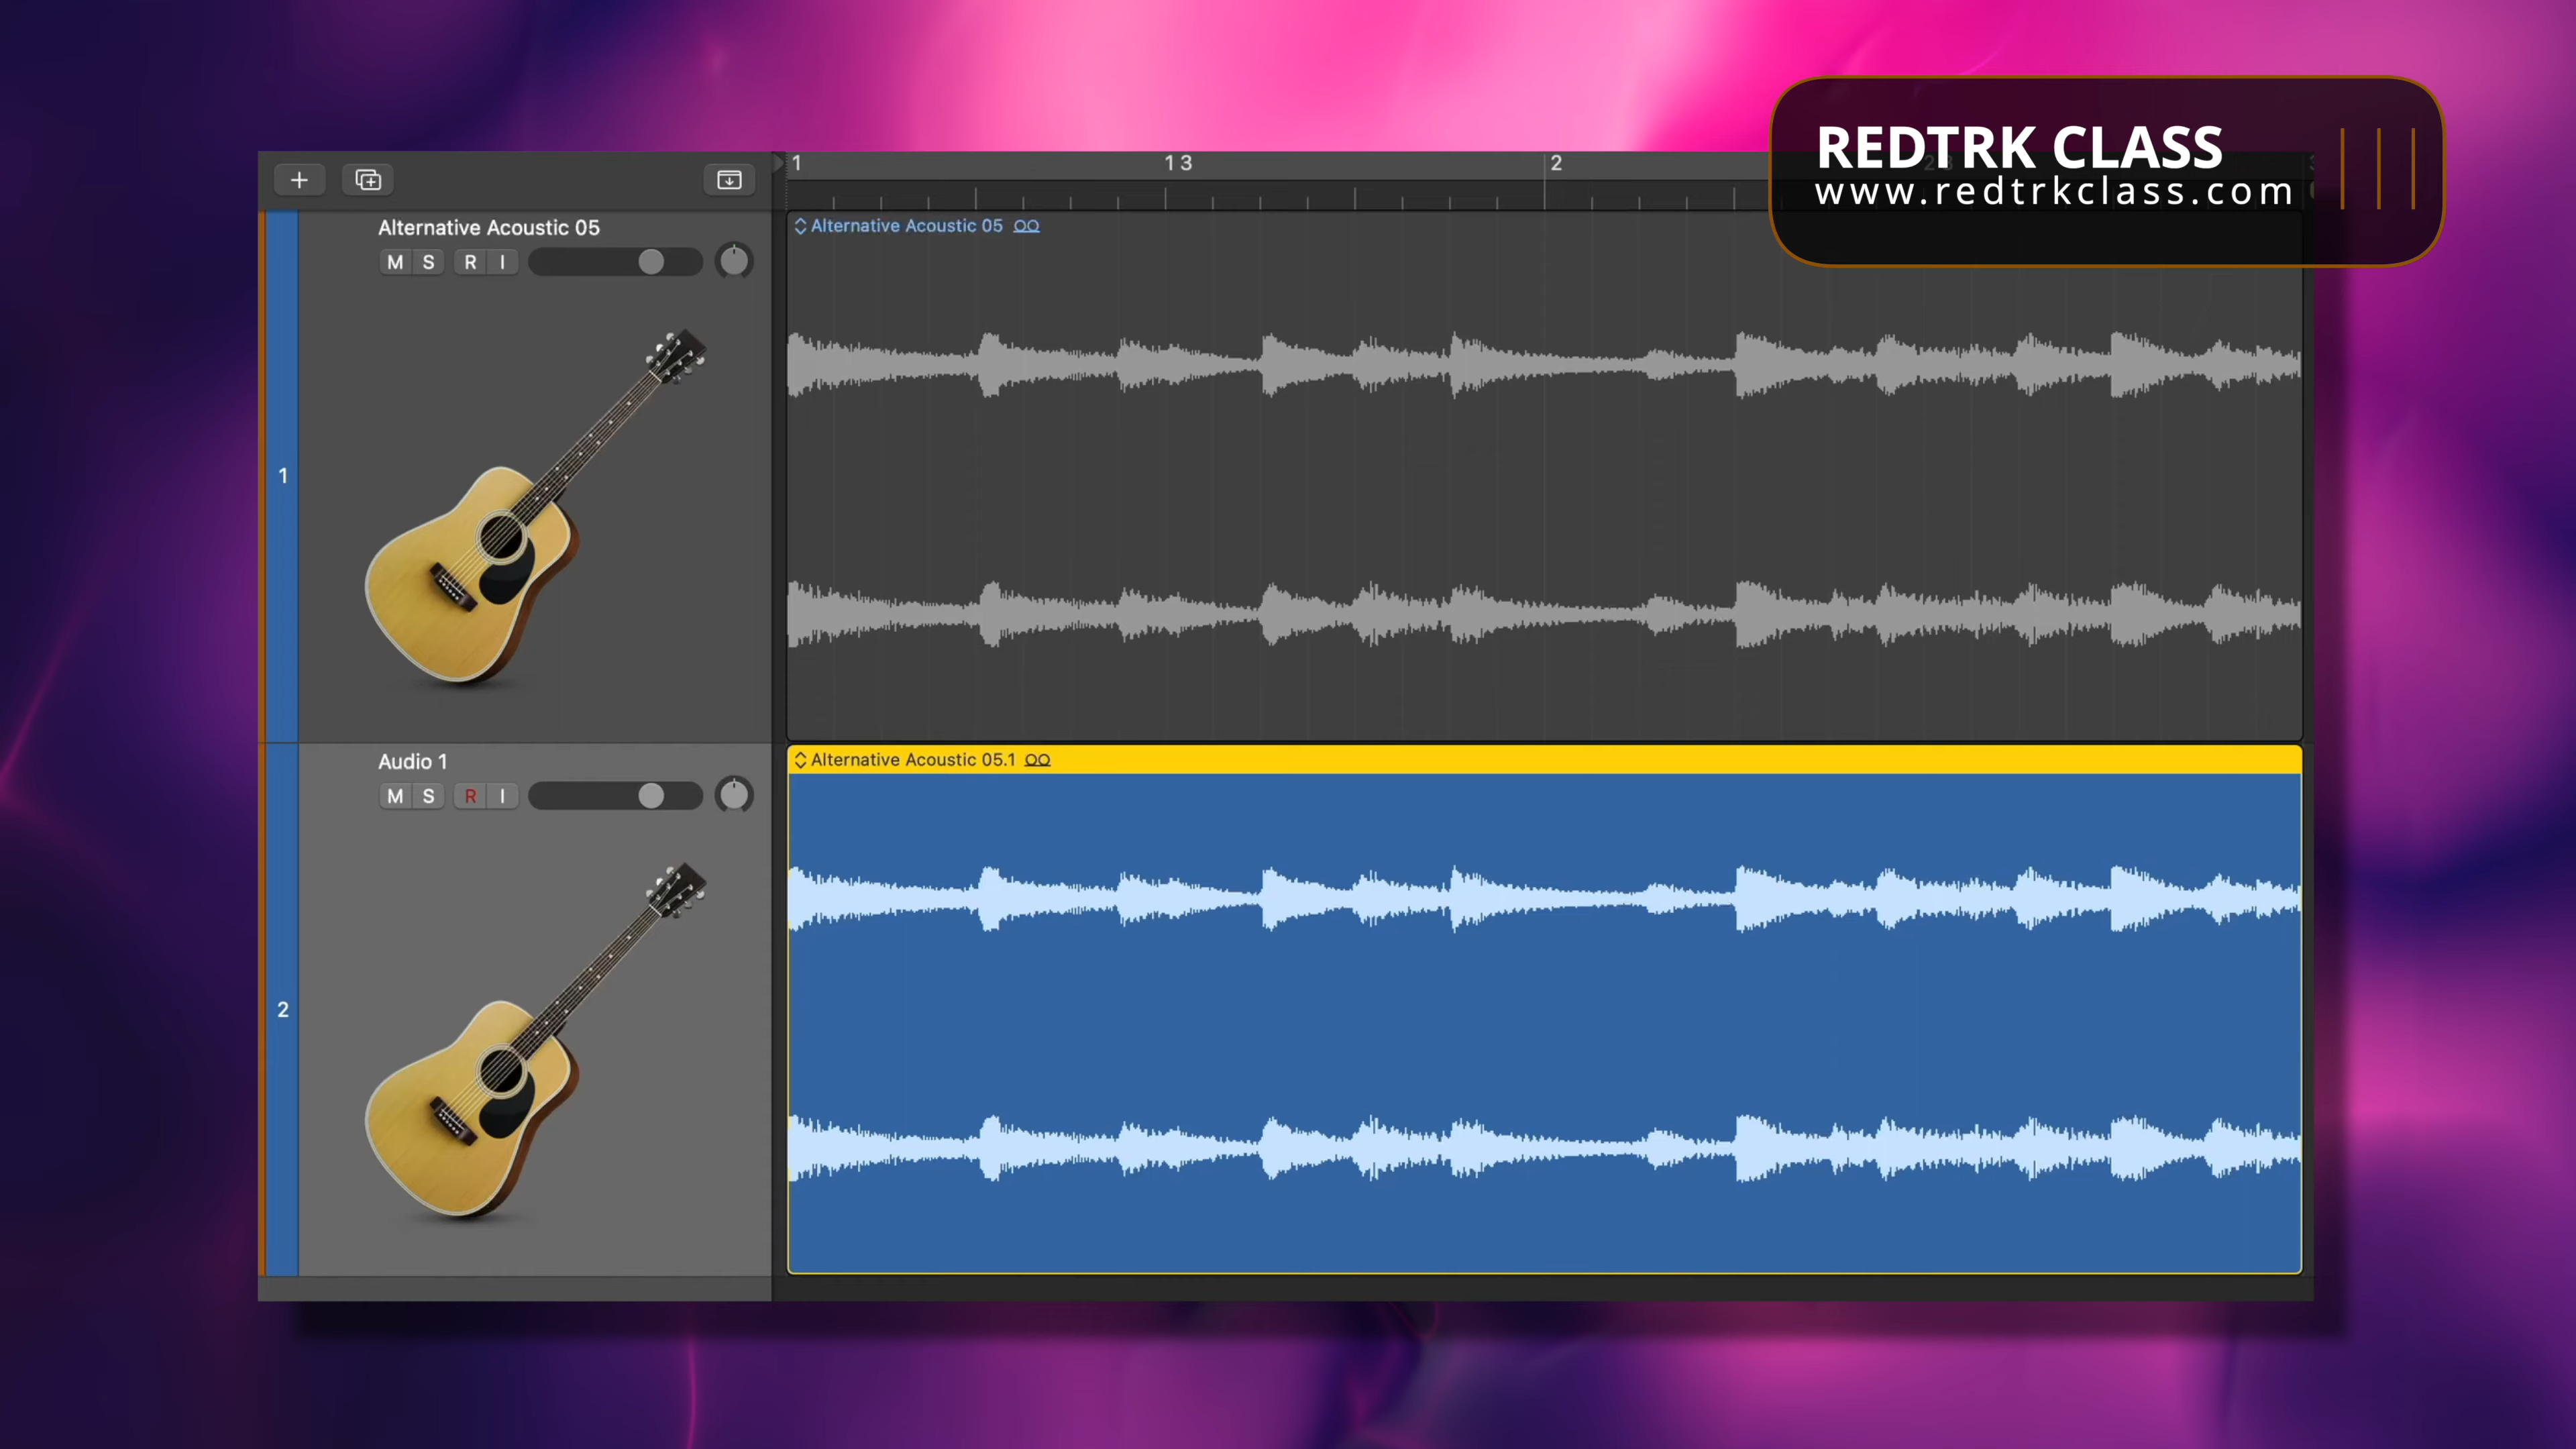 REDTRK CLASS
www.redtrkclass.com
1
1 3
2
Alternative Acoustic 05
M S R I
Alternative Acoustic 05
1
Audio 1
M S R I
Alternative Acoustic 05.1
2